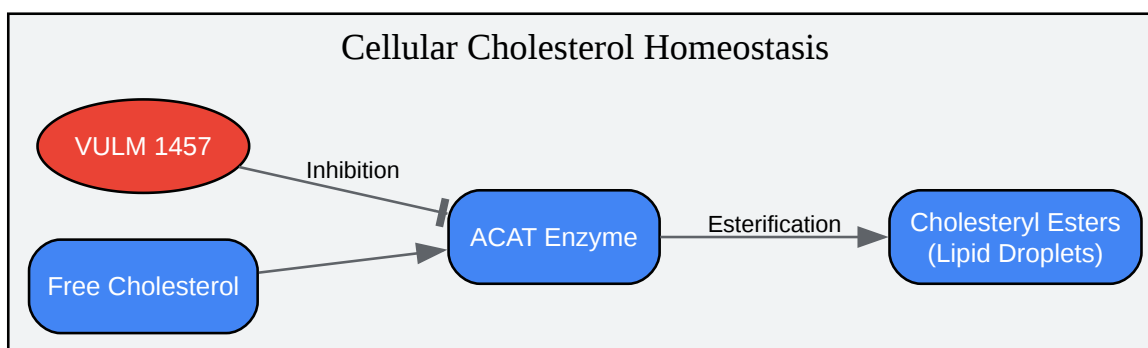 Cellular Cholesterol Homeostasis
VULM 1457
Inhibition
Free Cholesterol
ACAT Enzyme
Esterification
Cholesteryl Esters
(Lipid Droplets)